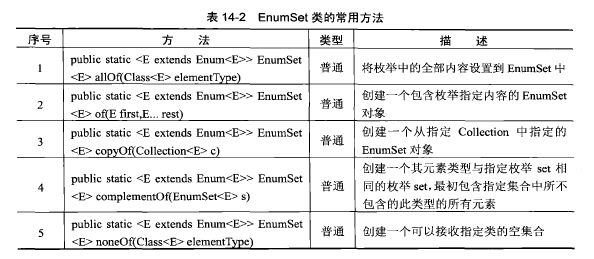 表 14-2 EnumSet 类的常用方法
序号 方 法 类型 描 述
1 public static <E extends Enum<E>> EnumSet <E> allOf(Class<E> elementType) 普通 将枚举中的全部内容设置到 EnumSet 中
2 public static <E extends Enum<E>> EnumSet <E> of(E first,E... rest) 普通 创建一个包含枚举指定内容的 EnumSet 对象
3 public static <E extends Enum<E>> EnumSet <E> copyOf(Collection<E> c) 普通 创建一个从指定 Collection 中指定的 EnumSet 对象
4 public static <E extends Enum<E>> EnumSet <E> complementOf(EnumSet<E> s) 普通 创建一个其元素类型与指定枚举 set 相同的枚举 set,最初包含指定集合中所不包含的此类型的所有元素
5 public static <E extends Enum<E>> EnumSet <E> noneOf(Class<E> elementType) 普通 创建一个可以接收指定类的空集合